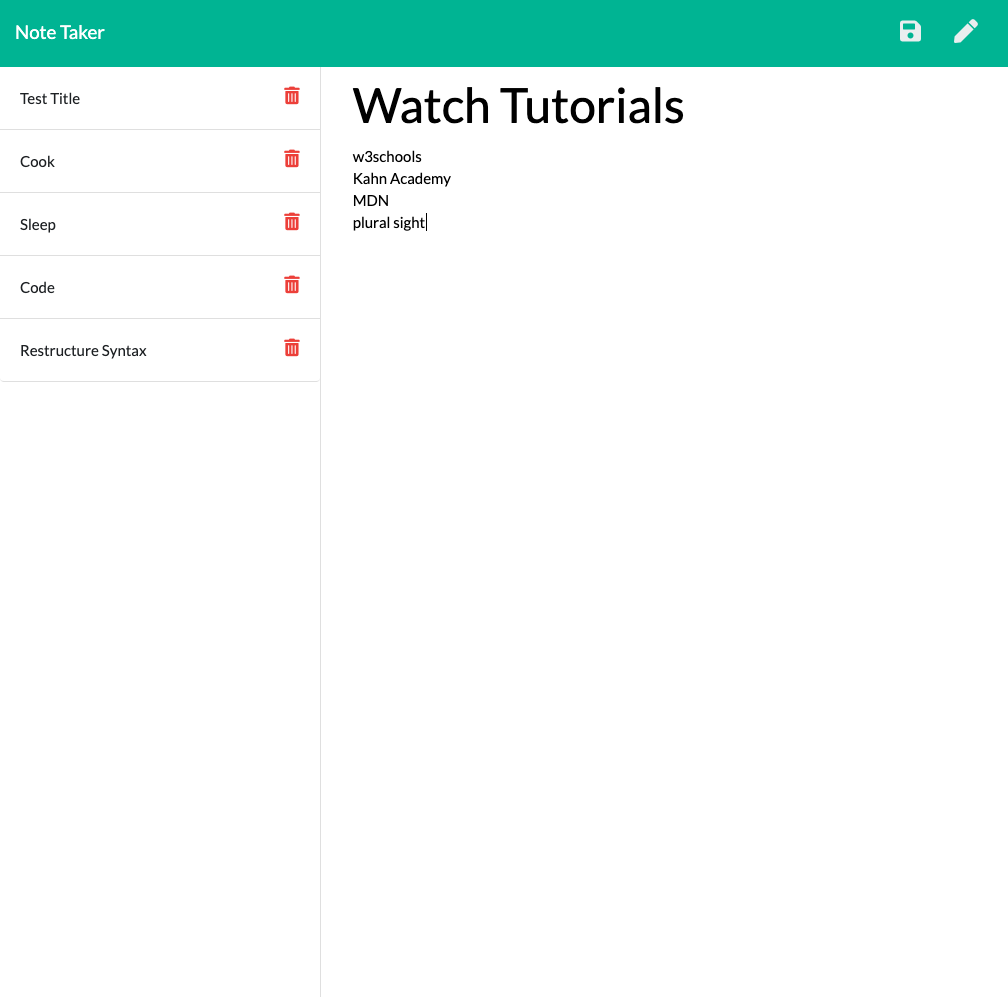 Note Taker
Test Title
Cook
Sleep
Code
Restructure Syntax
Watch Tutorials
w3schools
Kahn Academy
MDN
plural sight